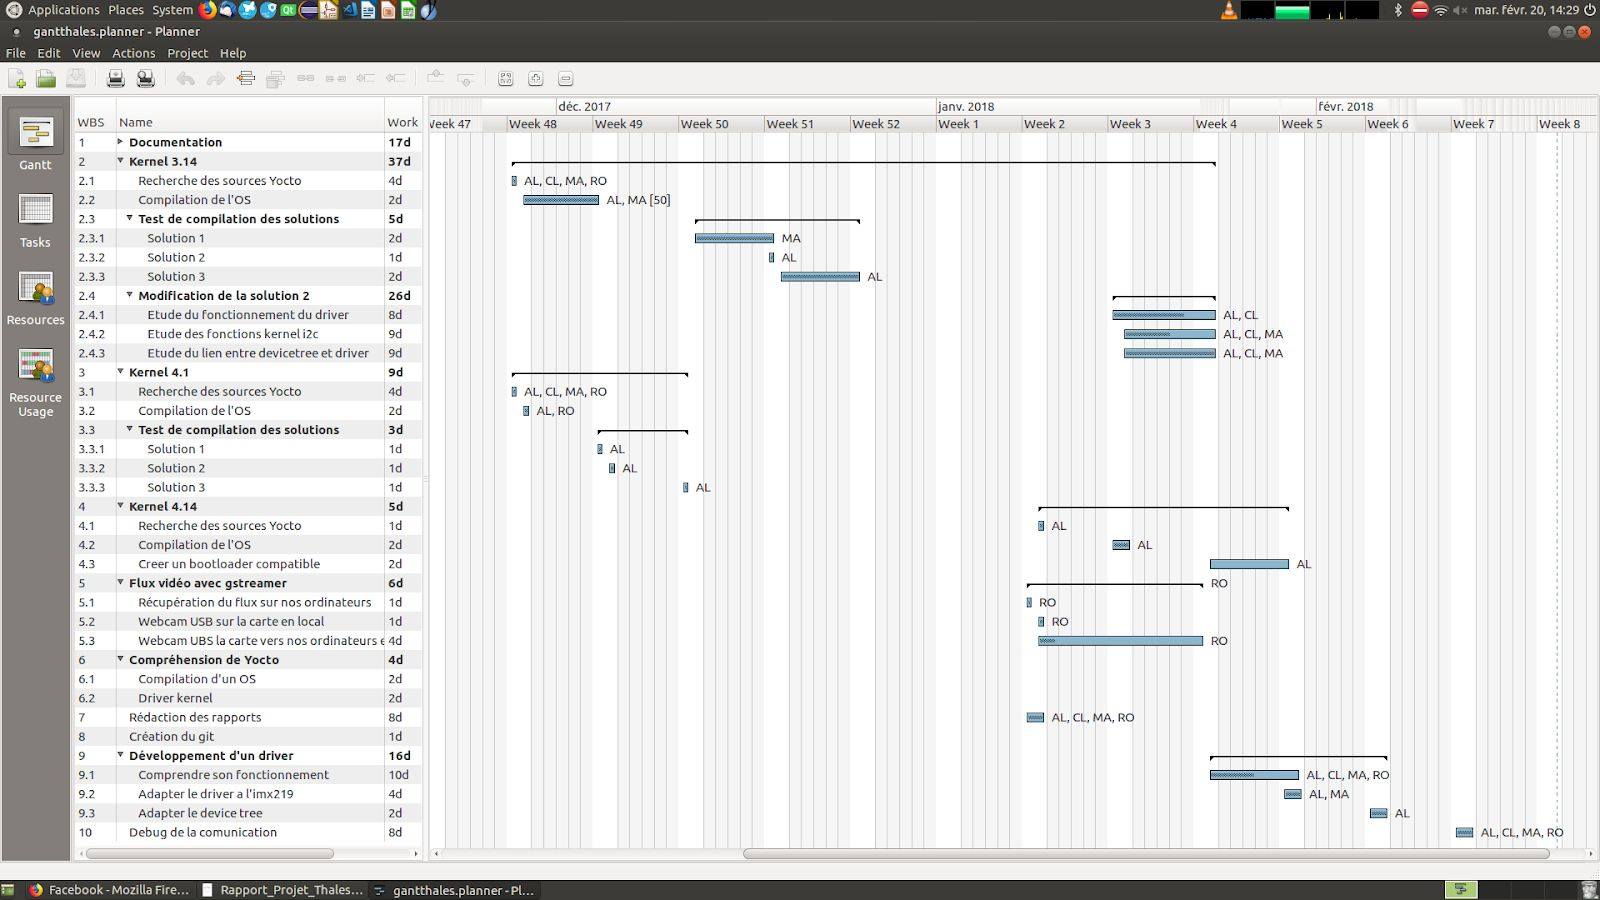 Applications Places System
mar. févr. 20, 14:29
gantthales.planner - Planner
File Edit View Actions Project Help
WBS Name Work
déc. 2017 janv. 2018 févr. 2018
Week 47 Week 48 Week 49 Week 50 Week 51 Week 52 Week 1 Week 2 Week 3 Week 4 Week 5 Week 6 Week 7 Week 8
Gantt
Tasks
Resources
Resource
Usage
1 Documentation 17d
2 Kernel 3.14 37d
2.1 Recherche des sources Yocto 4d AL, CL, MA, RO
2.2 Compilation de l'OS 2d AL, MA [50]
2.3 Test de compilation des solutions 5d
2.3.1 Solution 1 2d MA
2.3.2 Solution 2 1d AL
2.3.3 Solution 3 2d AL
2.4 Modification de la solution 2 26d
2.4.1 Etude du fonctionnement du driver 8d AL, CL
2.4.2 Etude des fonctions kernel i2c 9d AL, CL, MA
2.4.3 Etude du lien entre devicetree et driver 9d AL, CL, MA
3 Kernel 4.1 9d
3.1 Recherche des sources Yocto 4d AL, CL, MA, RO
3.2 Compilation de l'OS 2d AL, RO
3.3 Test de compilation des solutions 3d
3.3.1 Solution 1 1d AL
3.3.2 Solution 2 1d AL
3.3.3 Solution 3 1d AL
4 Kernel 4.14 5d
4.1 Recherche des sources Yocto 1d AL
4.2 Compilation de l'OS 2d AL
4.3 Creer un bootloader compatible 2d AL
5 Flux vidéo avec gstreamer 6d RO
5.1 Récupération du flux sur nos ordinateurs 1d RO
5.2 Webcam USB sur la carte en local 1d RO
5.3 Webcam UBS la carte vers nos ordinateurs e 4d RO
6 Compréhension de Yocto 4d
6.1 Compilation d'un OS 2d
6.2 Driver kernel 2d
7 Rédaction des rapports 8d AL, CL, MA, RO
8 Création du git 1d
9 Développement d'un driver 16d
9.1 Comprendre son fonctionnement 10d AL, CL, MA, RO
9.2 Adapter le driver a l'imx219 4d AL, MA
9.3 Adapter le device tree 2d AL
10 Debug de la comunication 8d AL, CL, MA, RO
Facebook - Mozilla Fire... Rapport_Projet_Thales... gantthales.planner - Pl...